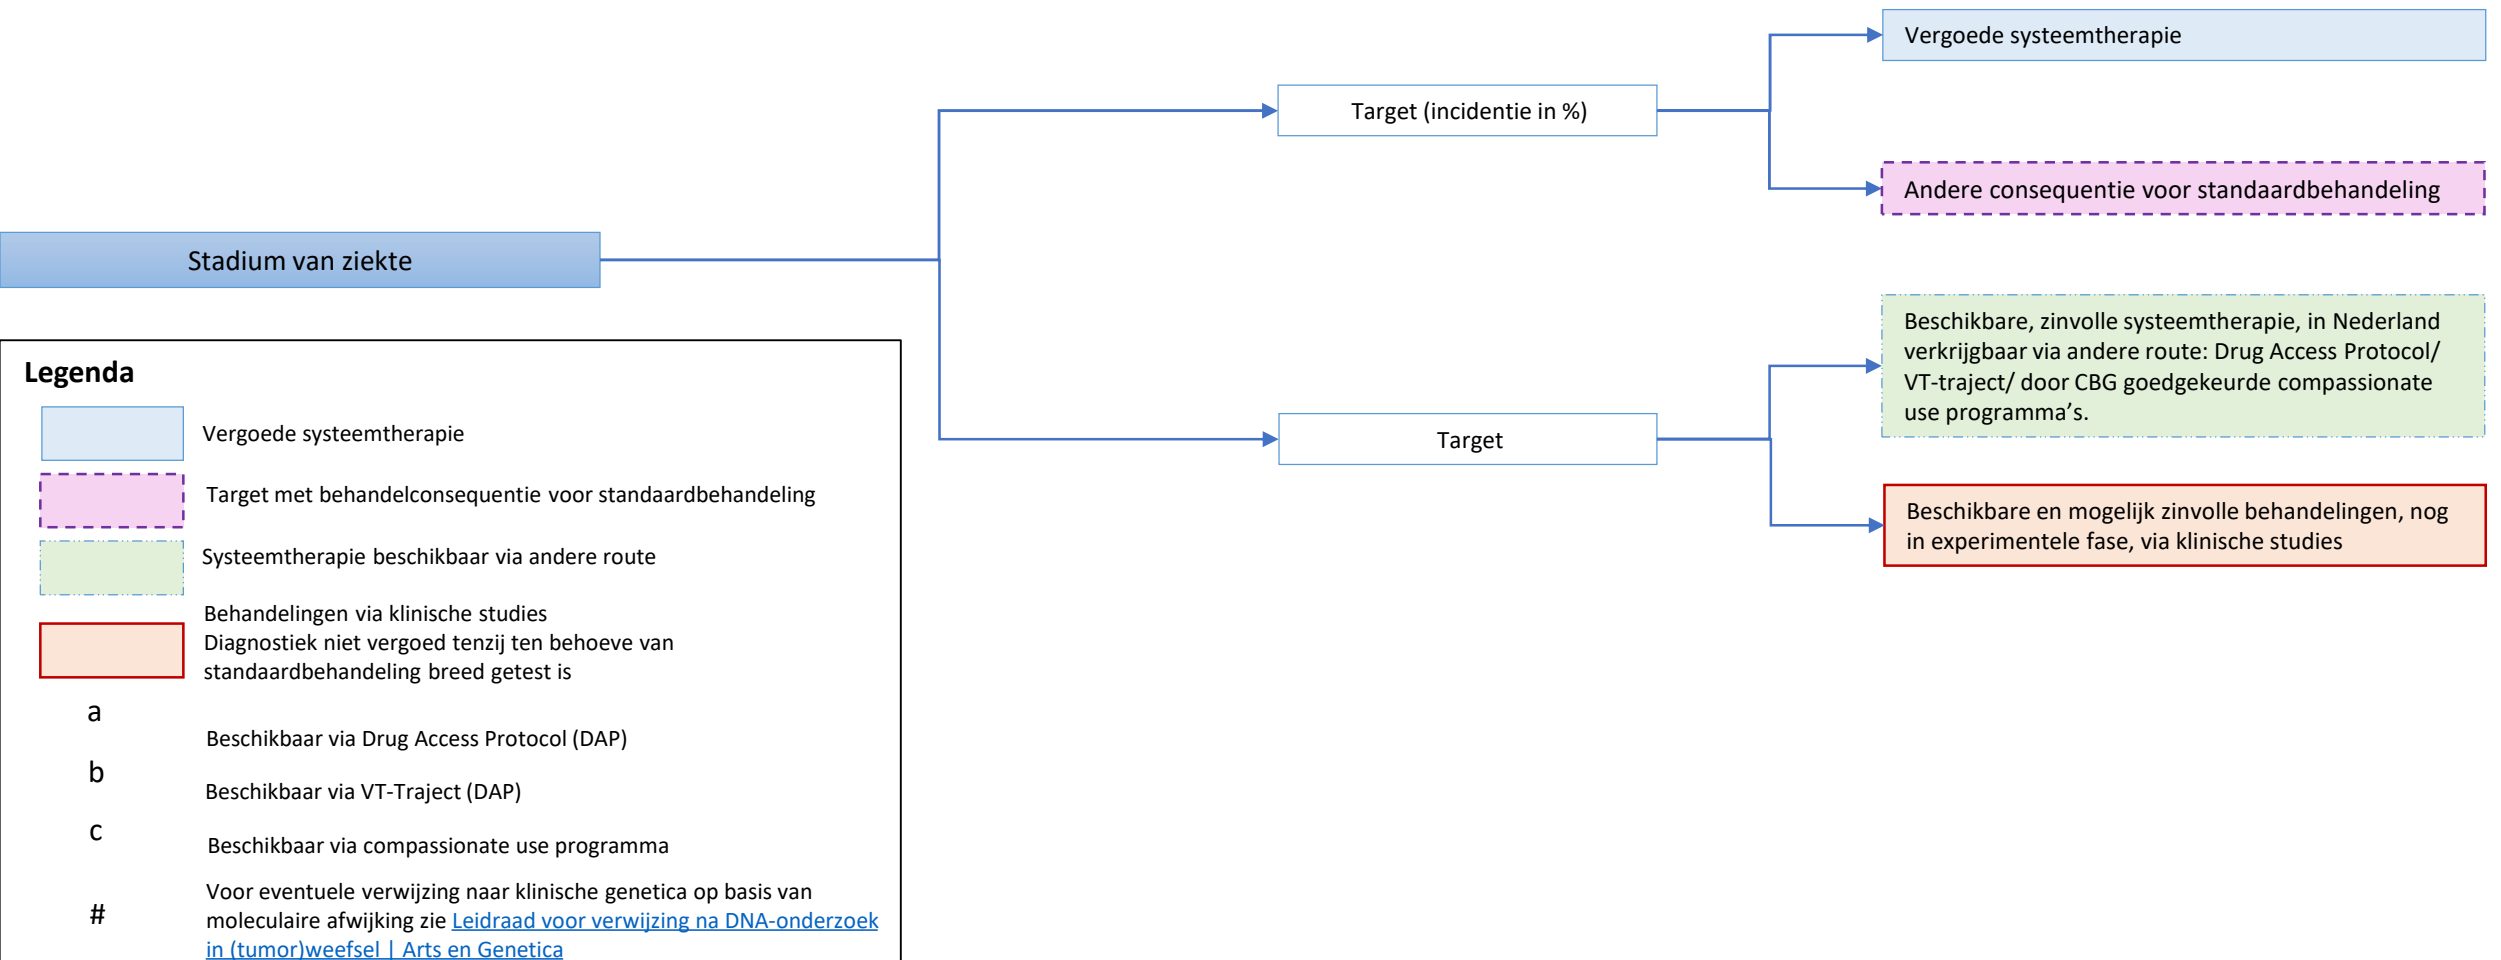 Vergoede systeemtherapie
Target (incidentie in %)
Andere consequentie voor standaardbehandeling
Stadium van ziekte
Beschikbare, zinvolle systeemtherapie, in Nederland
verkrijgbaar via andere route: Drug Access Protocol/
VT-traject/ door CBG goedgekeurde compassionate
use programma’s.
Target
Beschikbare en mogelijk zinvolle behandelingen, nog
in experimentele fase, via klinische studies
Legenda
Vergoede systeemtherapie
Target met behandelconsequentie voor standaardbehandeling
Systeemtherapie beschikbaar via andere route
Behandelingen via klinische studies
Diagnostiek niet vergoed tenzij ten behoeve van
standaardbehandeling breed getest is
a
Beschikbaar via Drug Access Protocol (DAP)
b
Beschikbaar via VT-Traject (DAP)
c
Beschikbaar via compassionate use programma
#
Voor eventuele verwijzing naar klinische genetica op basis van
moleculaire afwijking zie Leidraad voor verwijzing na DNA-onderzoek
in (tumor)weefsel | Arts en Genetica